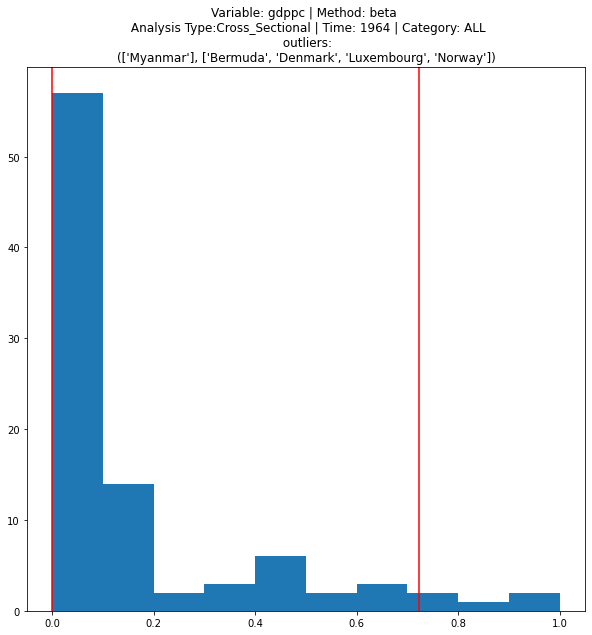 Variable: gdppc | Method: beta
Analysis Type:Cross_Sectional | Time: 1964 | Category: ALL
outliers:
(['Myanmar'], ['Bermuda', 'Denmark', 'Luxembourg', 'Norway'])
50
40
30
20
10
0
0.0 0.2 0.4 0.6 0.8 1.0